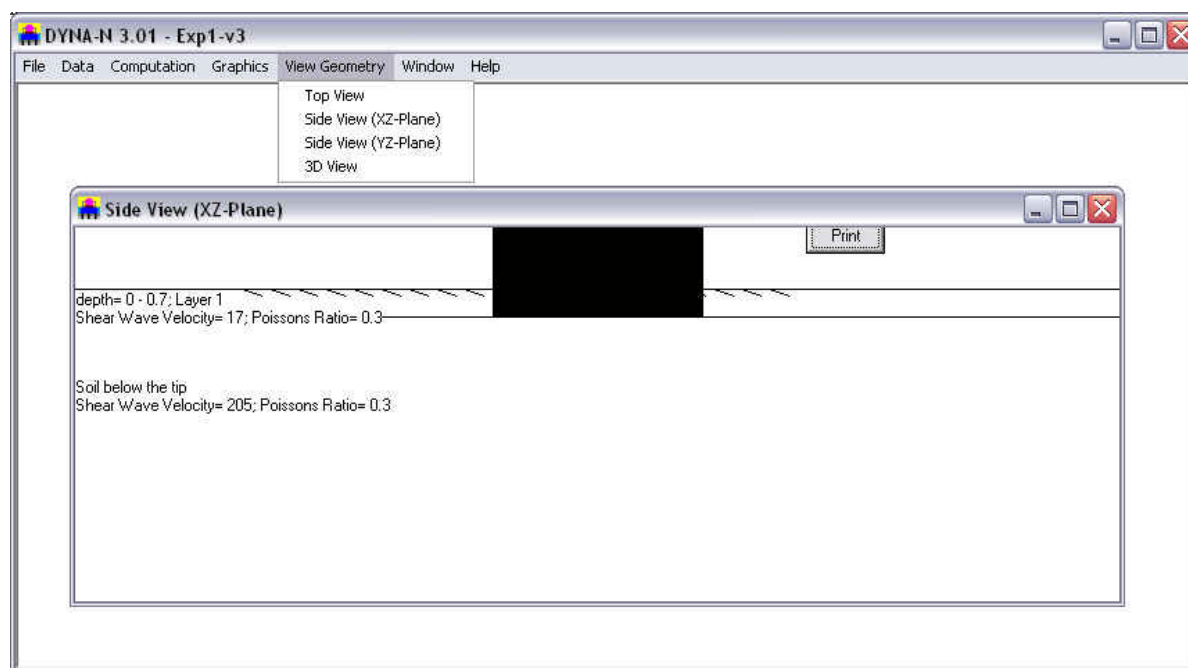 DYNA-N 3.01 - Exp1-v3
File Data Computation Graphics View Geometry Window Help
Top View
Side View (XZ-Plane)
Side View (YZ-Plane)
3D View
Side View (XZ-Plane)
Print
depth= 0 - 0.7; Layer 1
Shear Wave Velocity= 17; Poissons Ratio= 0.3
Soil below the tip
Shear Wave Velocity= 205; Poissons Ratio= 0.3